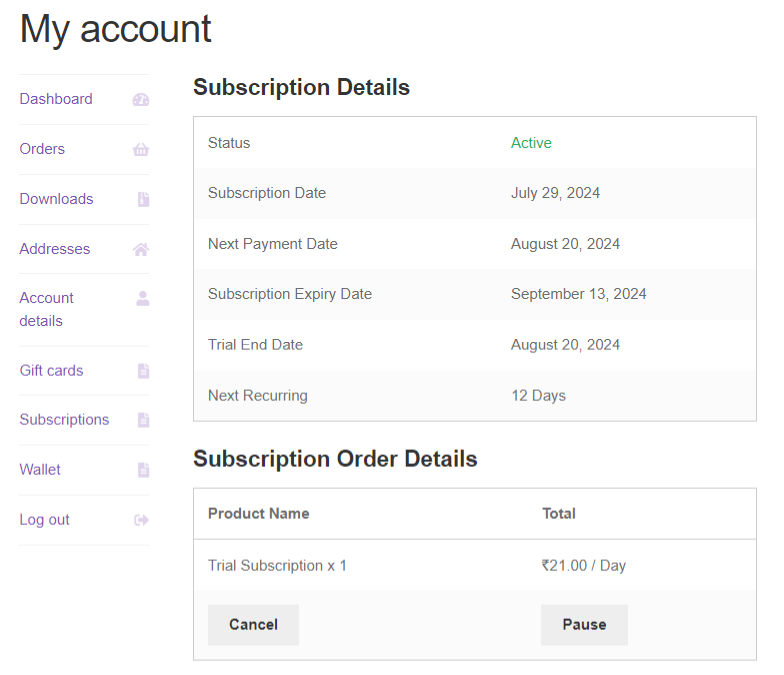 My account
Dashboard
Orders
Downloads
Addresses
Account
details
Gift cards
Subscriptions
Wallet
Log out
Subscription Details
Status Active
Subscription Date July 29, 2024
Next Payment Date August 20, 2024
Subscription Expiry Date September 13, 2024
Trial End Date August 20, 2024
Next Recurring 12 Days
Subscription Order Details
Product Name Total
Trial Subscription x 1 ₹21.00 / Day
Cancel Pause